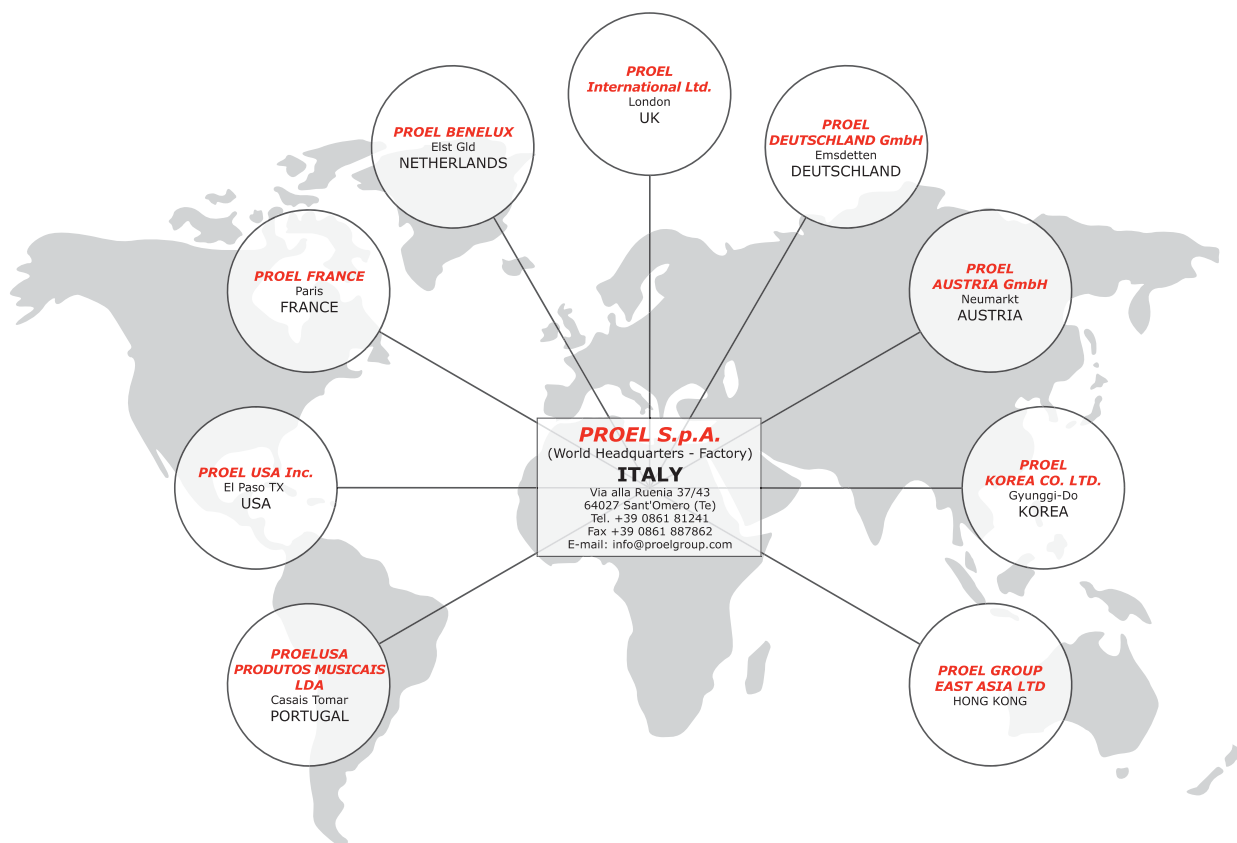 PROEL
International Ltd.
London
UK
PROEL BENELUX
Elst Gld
NETHERLANDS
PROEL
DEUTSCHLAND GmbH
Emsdetten
DEUTSCHLAND
PROEL FRANCE
Paris
FRANCE
PROEL
AUSTRIA GmbH
Neumarkt
AUSTRIA
PROEL S.p.A.
(World Headquarters - Factory)
ITALY
Via alla Ruenia 37/43
64027 Sant'Omero (Te)
Tel. +39 0861 81241
Fax +39 0861 887862
E-mail: info@proelgroup.com
PROEL USA Inc.
El Paso TX
USA
PROEL
KOREA CO. LTD.
Gyunggi-Do
KOREA
PROELUSA
PRODUTOS MUSICAIS
LDA
Casais Tomar
PORTUGAL
PROEL GROUP
EAST ASIA LTD
HONG KONG